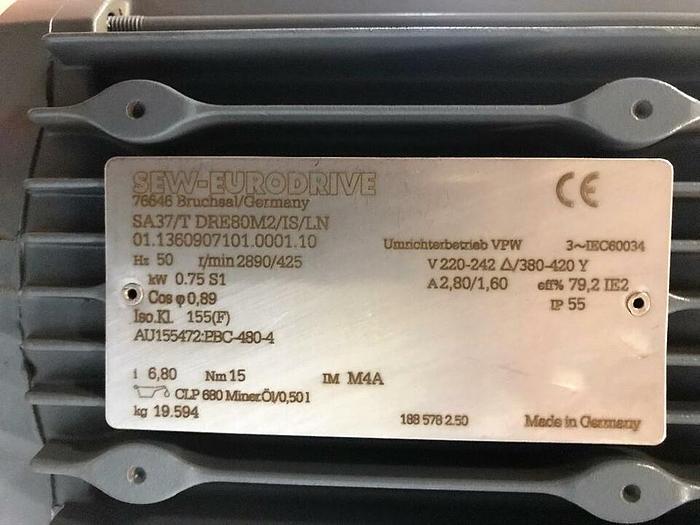 SEW-EURODRIVE
76646 Bruchsal/Germany
CE
SA37/T DRE80M2/IS/LN
01.1360907101.0001.10 Umrichterbetrieb VPW 3~IEC60034
Hz 50 r/min 2890/425 V 220-242 Δ/380-420 Y
kW 0.75 S1 A 2,80/1,60 eff% 79,2 IE2
Cos φ 0,89 IP 55
Iso.Kl. 155(F)
AU155472:PBC-480-4
i 6,80 Nm 15 IM M4A
CLP 680 Miner.Öl/0,50 l
kg 19.594 188 578 2.50 Made in Germany